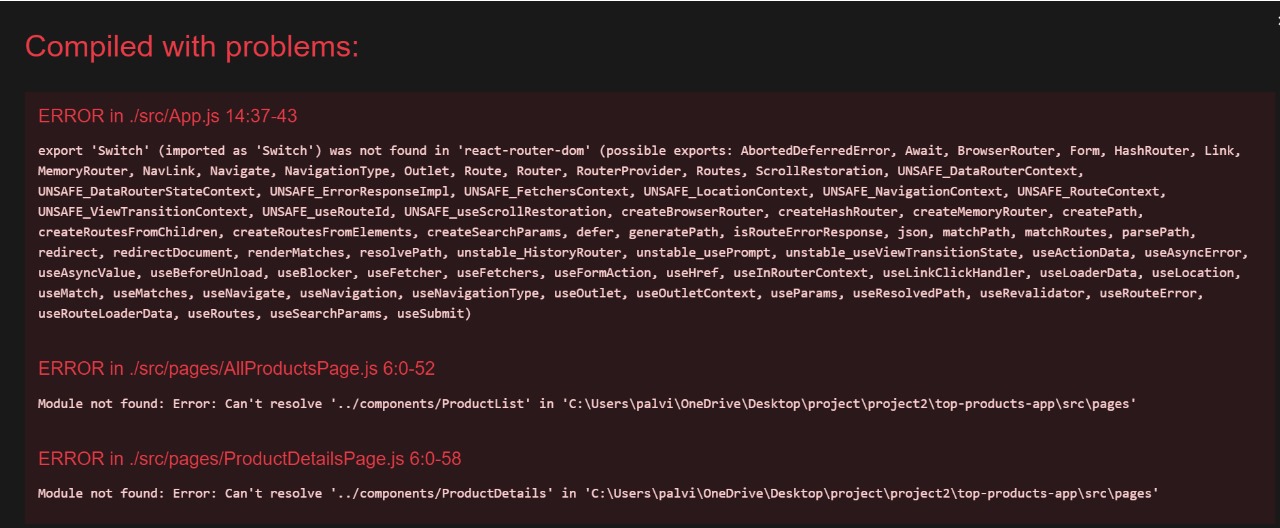 Compiled with problems:
ERROR in ./src/App.js 14:37-43
export 'Switch' (imported as 'Switch') was not found in 'react-router-dom' (possible exports: AbortedDeferredError, Await, BrowserRouter, Form, HashRouter, Link,
MemoryRouter, NavLink, Navigate, NavigationType, Outlet, Route, Router, RouterProvider, Routes, ScrollRestoration, UNSAFE_DataRouterContext,
UNSAFE_DataRouterStateContext, UNSAFE_ErrorResponseImpl, UNSAFE_FetchersContext, UNSAFE_LocationContext, UNSAFE_NavigationContext, UNSAFE_RouteContext,
UNSAFE_ViewTransitionContext, UNSAFE_useRouteId, UNSAFE_useScrollRestoration, createBrowserRouter, createHashRouter, createMemoryRouter, createPath,
createRoutesFromChildren, createRoutesFromElements, createSearchParams, defer, generatePath, isRouteErrorResponse, json, matchPath, matchRoutes, parsePath,
redirect, redirectDocument, renderMatches, resolvePath, unstable_HistoryRouter, unstable_usePrompt, unstable_useViewTransitionState, useActionData, useAsyncError,
useAsyncValue, useBeforeUnload, useBlocker, useFetcher, useFetchers, useFormAction, useHref, useInRouterContext, useLinkClickHandler, useLoaderData, useLocation,
useMatch, useMatches, useNavigate, useNavigation, useNavigationType, useOutlet, useOutletContext, useParams, useResolvedPath, useRevalidator, useRouteError,
useRouteLoaderData, useRoutes, useSearchParams, useSubmit)
ERROR in ./src/pages/AllProductsPage.js 6:0-52
Module not found: Error: Can't resolve '../components/ProductList' in 'C:\Users\palvi\OneDrive\Desktop\project\project2\top-products-app\src\pages'
ERROR in ./src/pages/ProductDetailsPage.js 6:0-58
Module not found: Error: Can't resolve '../components/ProductDetails' in 'C:\Users\palvi\OneDrive\Desktop\project\project2\top-products-app\src\pages'